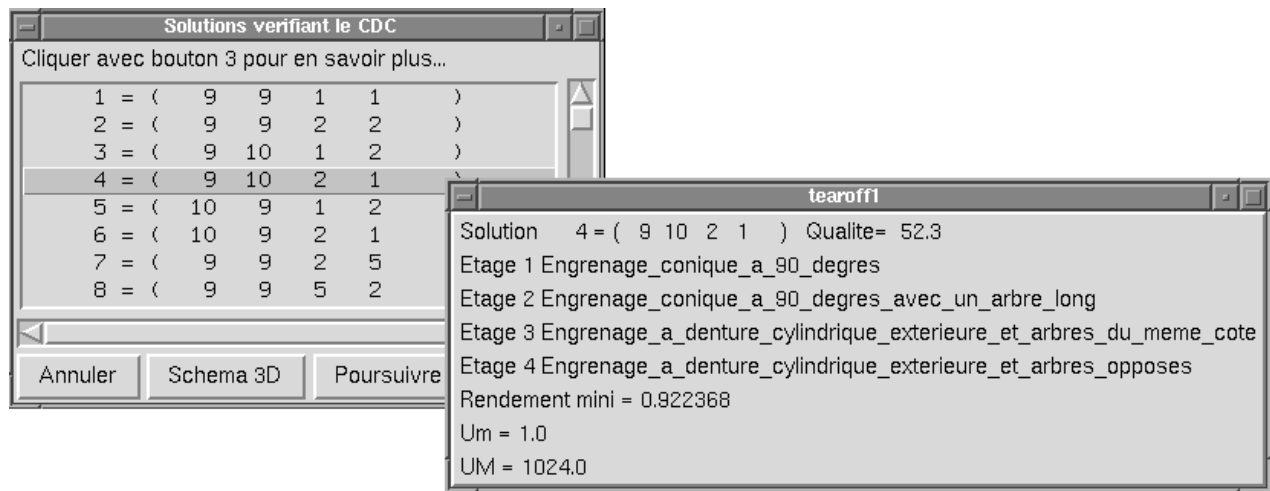 Solutions verifiant le CDC
Cliquer avec bouton 3 pour en savoir plus...
1 = ( 9 9 1 1 )
2 = ( 9 9 2 2 )
3 = ( 9 10 1 2 )
4 = ( 9 10 2 1 )
5 = ( 10 9 1 2
6 = ( 10 9 2 1
7 = ( 9 9 2 5
8 = ( 9 9 5 2
Annuler Schema 3D Poursuivre
tearoff1
Solution 4 = ( 9 10 2 1 ) Qualite= 52.3
Etage 1 Engrenage_conique_a_90_degres
Etage 2 Engrenage_conique_a_90_degres_avec_un_arbre_long
Etage 3 Engrenage_a_denture_cylindrique_exterieure_et_arbres_du_meme_cote
Etage 4 Engrenage_a_denture_cylindrique_exterieure_et_arbres_opposes
Rendement mini = 0.922368
Um = 1.0
UM = 1024.0